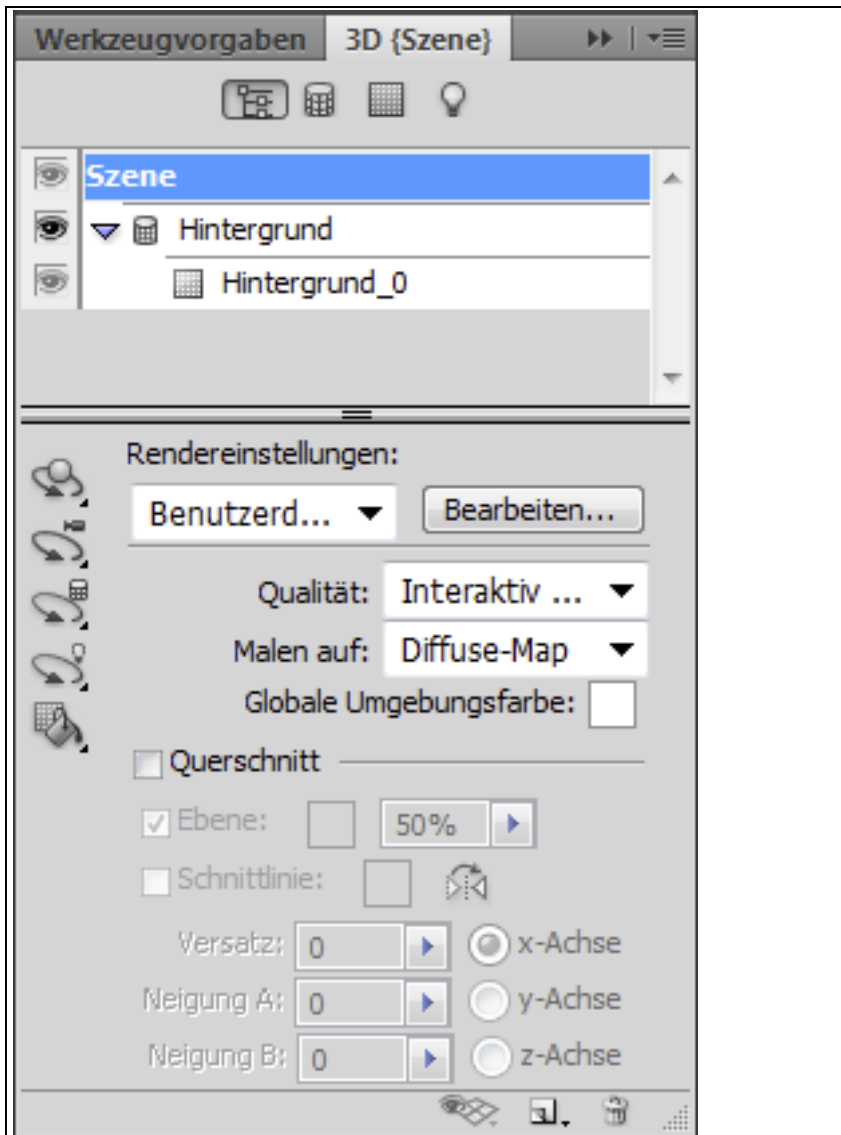 Werkzeugvorgaben 3D {Szene}
Szene
Hintergrund
Hintergrund_0
Rendereinstellungen:
Benutzerd... Bearbeiten...
Qualität: Interaktiv ...
Malen auf: Diffuse-Map
Globale Umgebungsfarbe:
Querschnitt
Ebene: 50%
Schnittlinie:
Versatz: 0 x-Achse
Neigung A: 0 y-Achse
Neigung B: 0 z-Achse